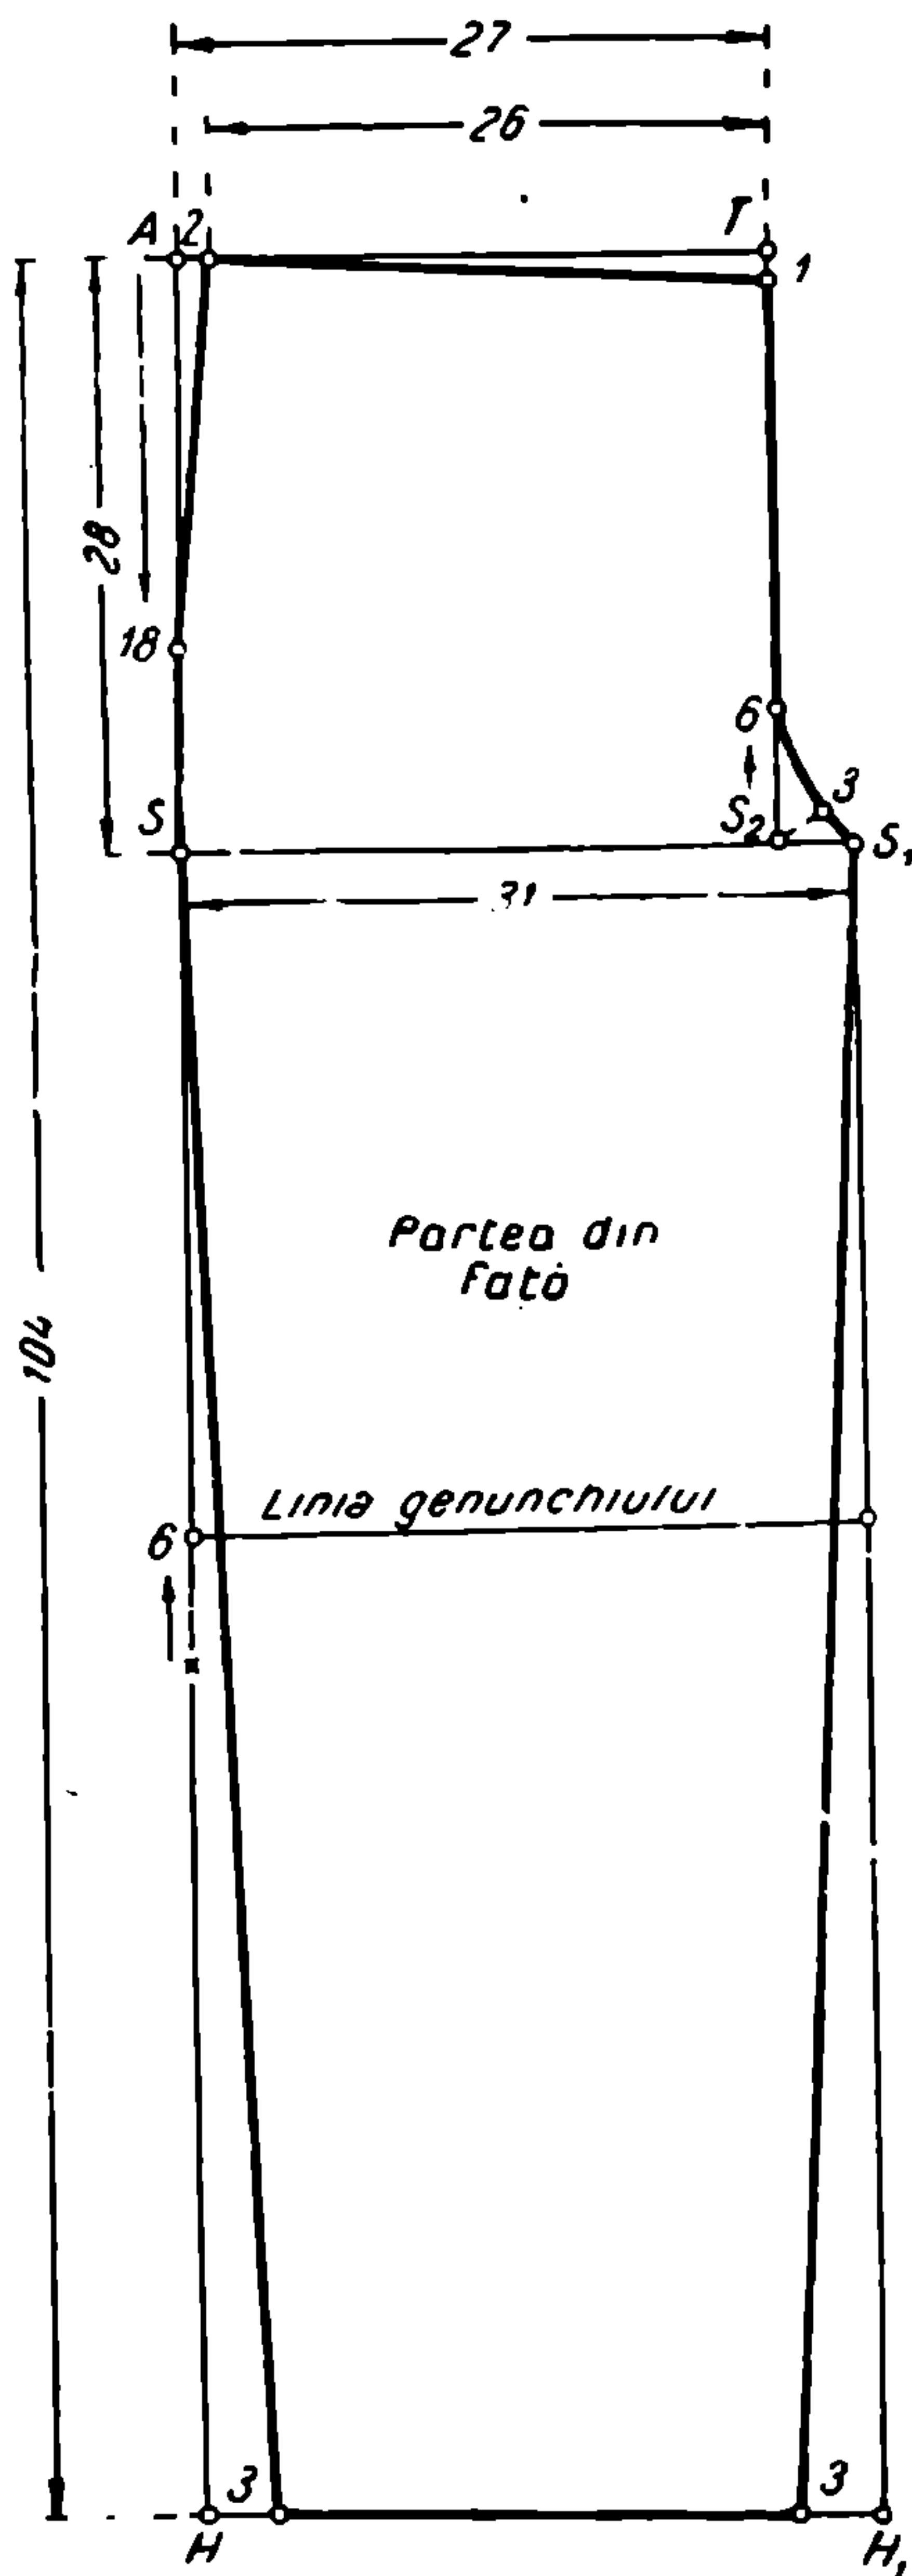 27
26
A 2 T
1
28
18
6
3
S S₂ S₁
31
Partea din
față
104
Linia genunchiului
6
3 3
H H₁